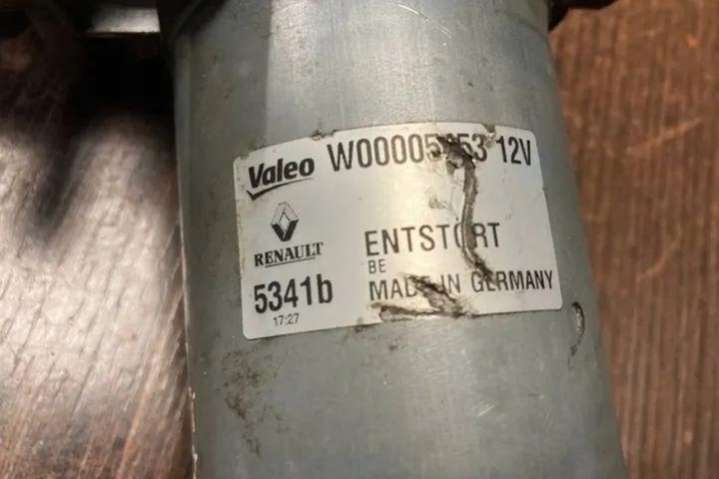 Valeo 12V
RENAULT
ENTSTORT
BE
5341b
MADE IN GERMANY
17:27